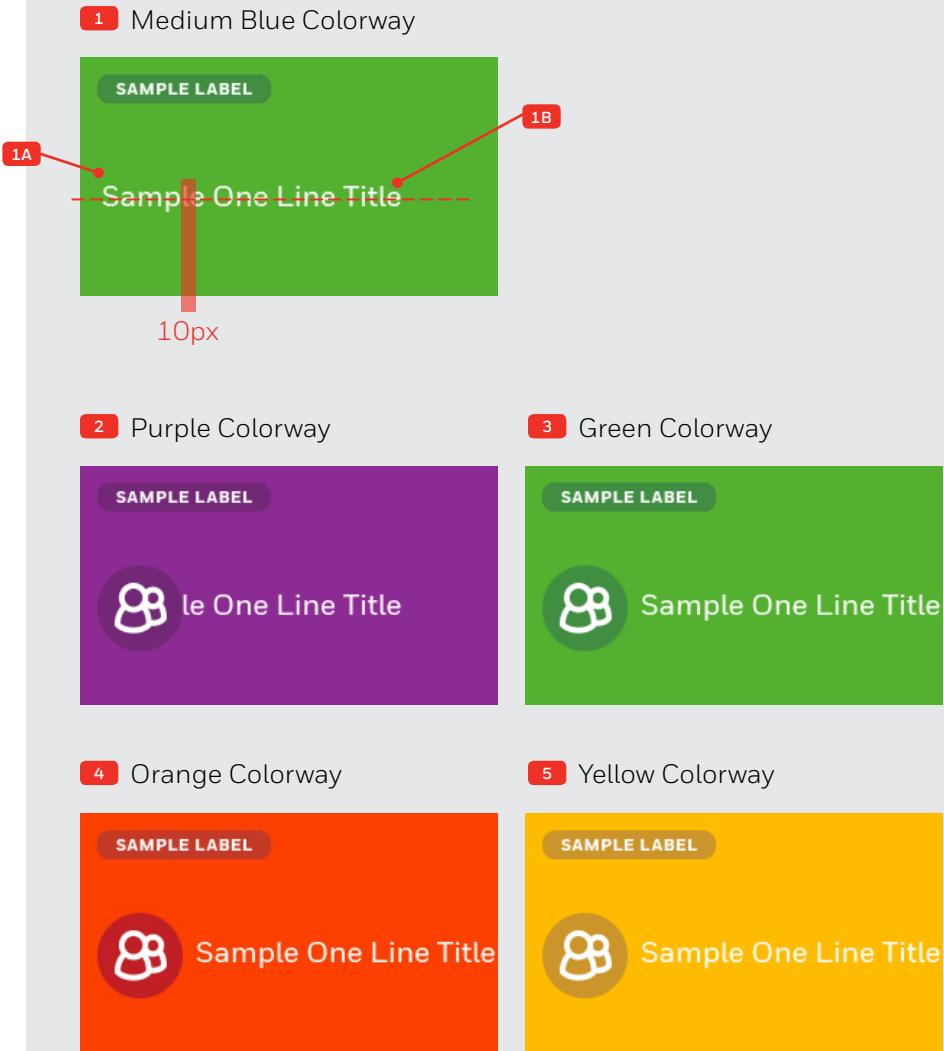 1 Medium Blue Colorway
SAMPLE LABEL
1B
1A
Sample One Line Title
10px
2 Purple Colorway
3 Green Colorway
SAMPLE LABEL
SAMPLE LABEL
le One Line Title
Sample One Line Title
4 Orange Colorway
5 Yellow Colorway
SAMPLE LABEL
SAMPLE LABEL
Sample One Line Title
Sample One Line Title